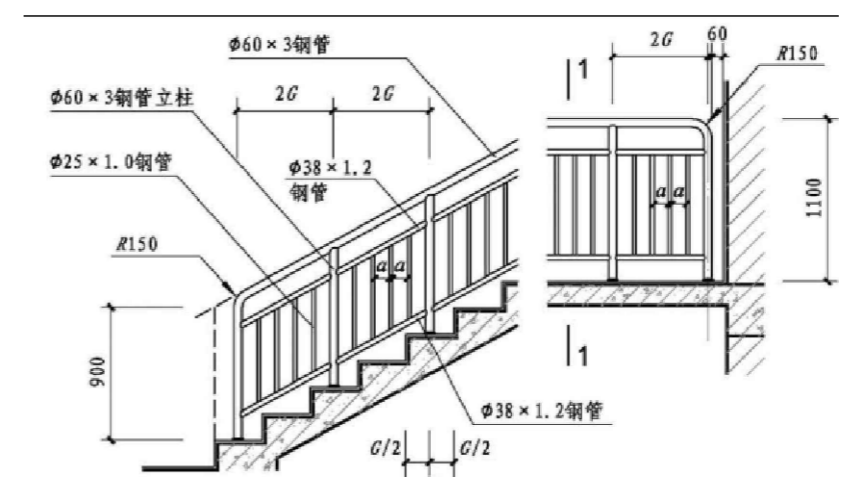 ϕ60×3钢管
2G
60
1
R150
ϕ60×3钢管立柱
2G
2G
ϕ25×1.0钢管
ϕ38×1.2
钢管
a
a
1100
R150
a
a
900
1
ϕ38×1.2钢管
G/2
G/2